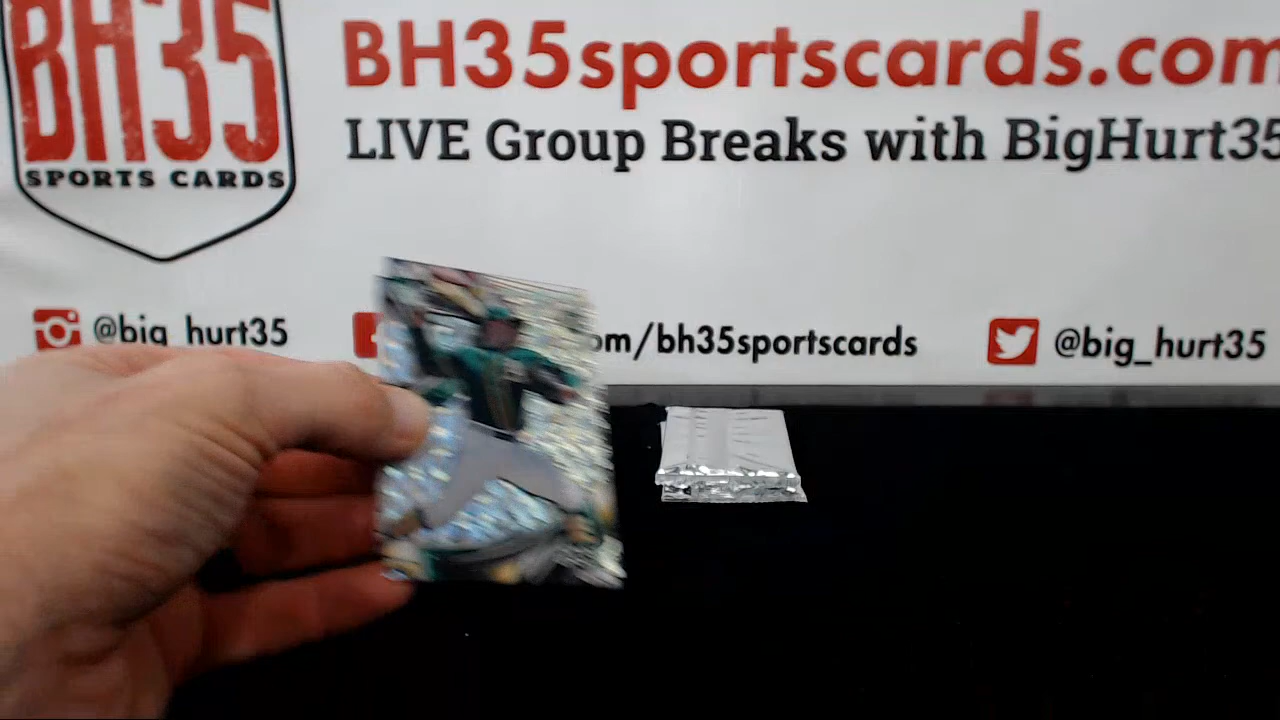 BH35
SPORTS CARDS
BH35sportscards.com
LIVE Group Breaks with BigHurt35
@big_hurt35
om/bh35sportscards
@big_hurt35